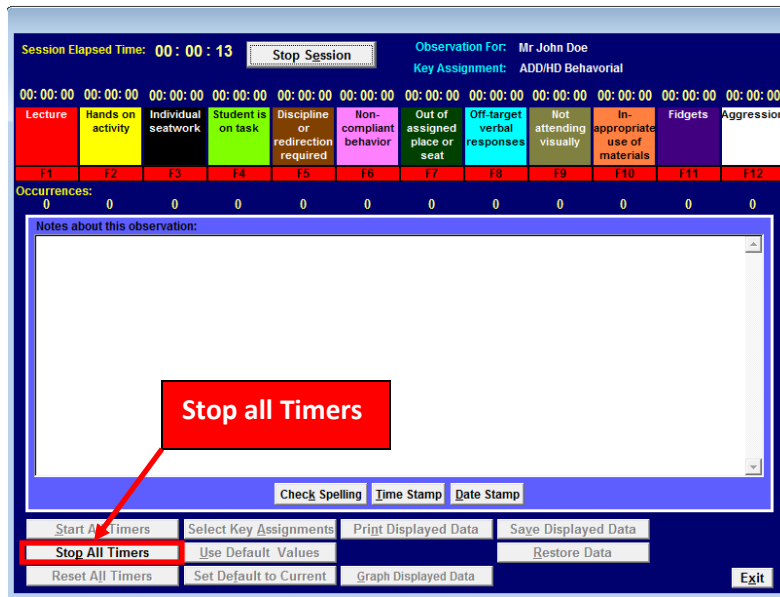 Session Elapsed Time: 00: 00 : 13 Stop Session Observation For: Mr John Doe
Key Assignment: ADD/HD Behavorial
00: 00: 00 00: 00: 00 00: 00: 00 00: 00: 00 00: 00: 00 00: 00: 00 00: 00: 00 00: 00: 00 00: 00: 00 00: 00: 00 00: 00: 00 00: 00: 00
Lecture
Hands on
activity
Individual
seatwork
Student is
on task
Discipline
or
redirection
required
Non-
compliant
behavior
Out of
assigned
place or
seat
Off-target
verbal
responses
Not
attending
visually
In-
appropriate
use of
materials
Fidgets
Aggression
F1 F2 F3 F4 F5 F6 F7 F8 F9 F10 F11 F12
Occurrences:
0 0 0 0 0 0 0 0 0 0 0 0
Notes about this observation:
Stop all Timers
Check Spelling Time Stamp Date Stamp
Start All Timers Select Key Assignments Print Displayed Data Save Displayed Data
Stop All Timers Use Default Values Restore Data
Reset All Timers Set Default to Current Graph Displayed Data Exit